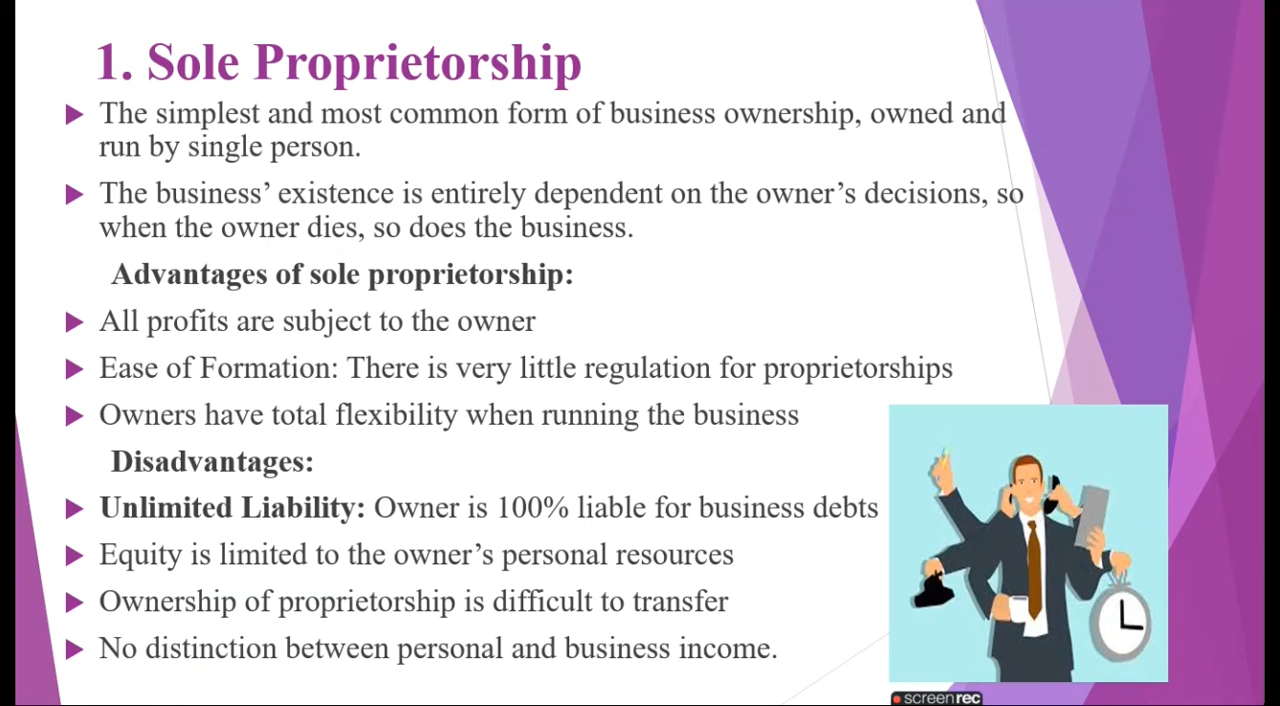 1. Sole Proprietorship
The simplest and most common form of business ownership, owned and
run by single person.
The business’ existence is entirely dependent on the owner’s decisions, so
when the owner dies, so does the business.
Advantages of sole proprietorship:
All profits are subject to the owner
Ease of Formation: There is very little regulation for proprietorships
Owners have total flexibility when running the business
Disadvantages:
Unlimited Liability: Owner is 100% liable for business debts
Equity is limited to the owner’s personal resources
Ownership of proprietorship is difficult to transfer
No distinction between personal and business income.
screenrec